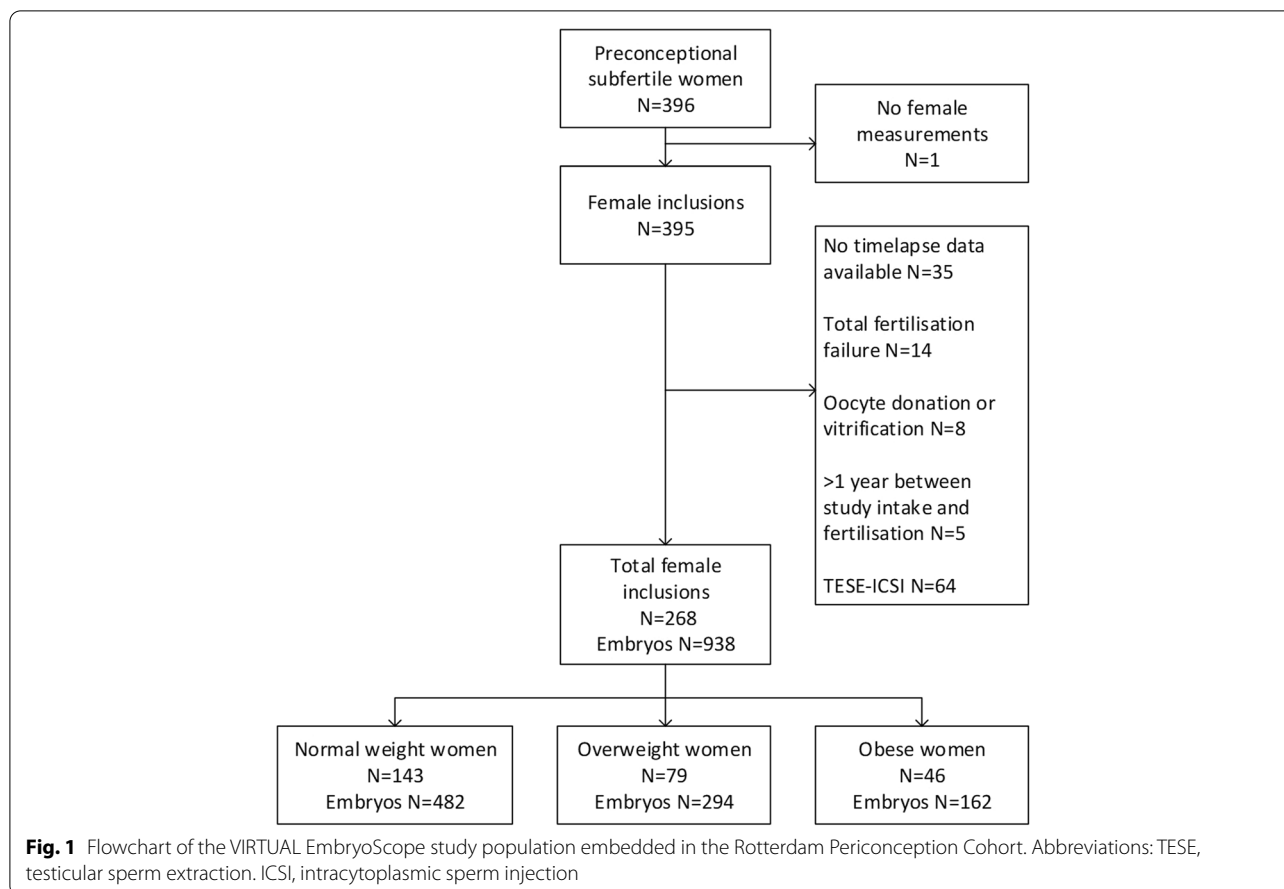 Preconceptional
subfertile women
N=396
No female
measurements
N=1
Female inclusions
N=395
No timelapse data
available N=35
Total fertilisation
failure N=14
Oocyte donation or
vitrification N=8
>1 year between
study intake and
fertilisation N=5
TESE-ICSI N=64
Total female
inclusions
N=268
Embryos N=938
Normal weight women
N=143
Embryos N=482
Overweight women
N=79
Embryos N=294
Obese women
N=46
Embryos N=162
Fig. 1 Flowchart of the VIRTUAL EmbryoScope study population embedded in the Rotterdam Periconception Cohort. Abbreviations: TESE,
testicular sperm extraction. ICSI, intracytoplasmic sperm injection